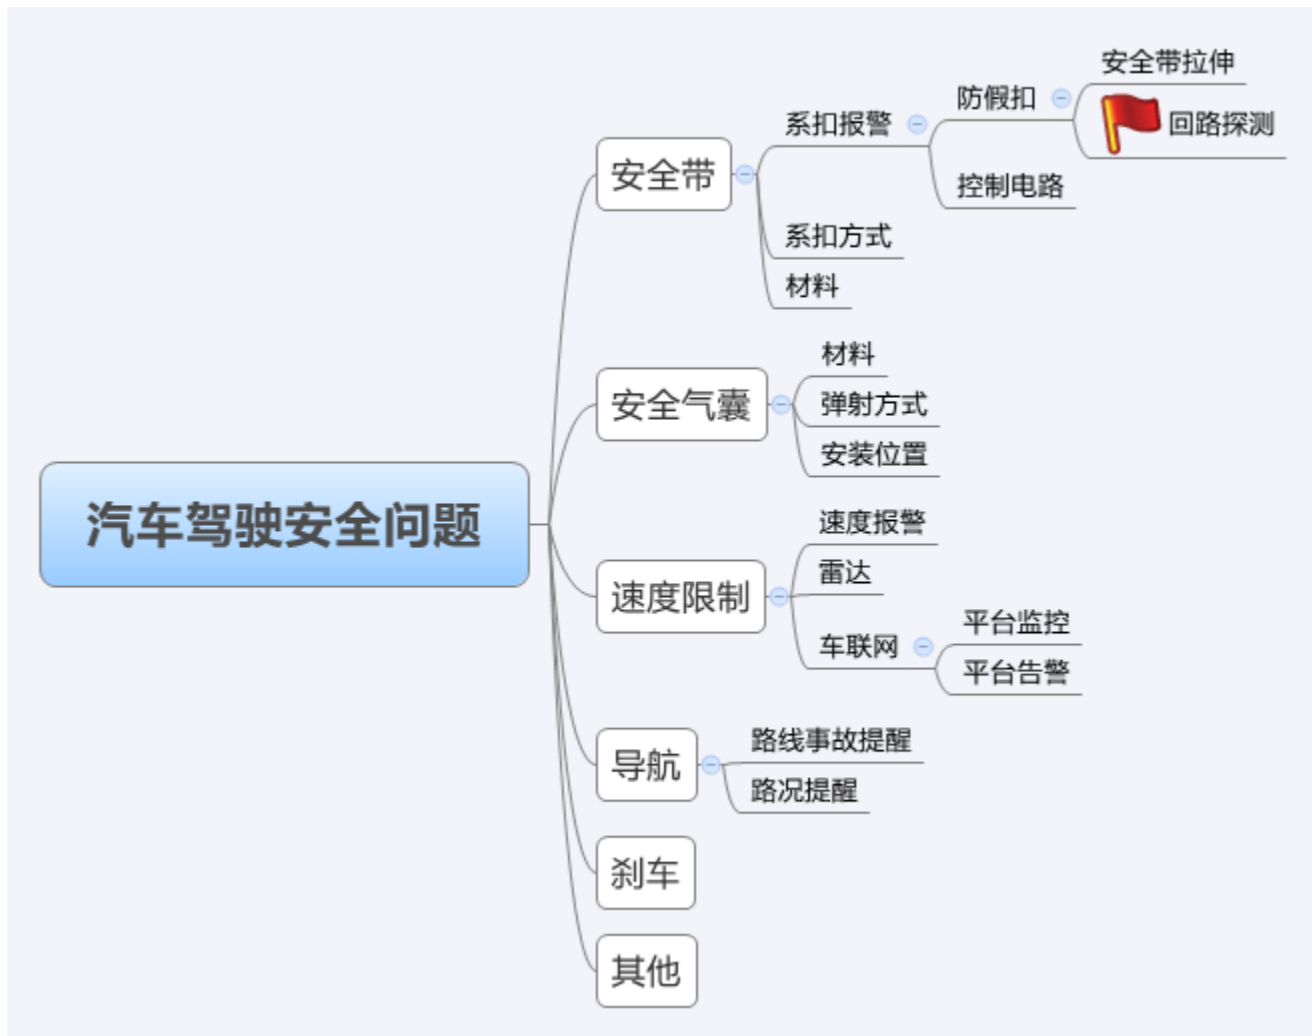 安全带拉伸
防假扣
回路探测
系扣报警
安全带
控制电路
系扣方式
材料
材料
安全气囊
弹射方式
安装位置
汽车驾驶安全问题
速度报警
雷达
速度限制
平台监控
车联网
平台告警
路线事故提醒
导航
路况提醒
刹车
其他